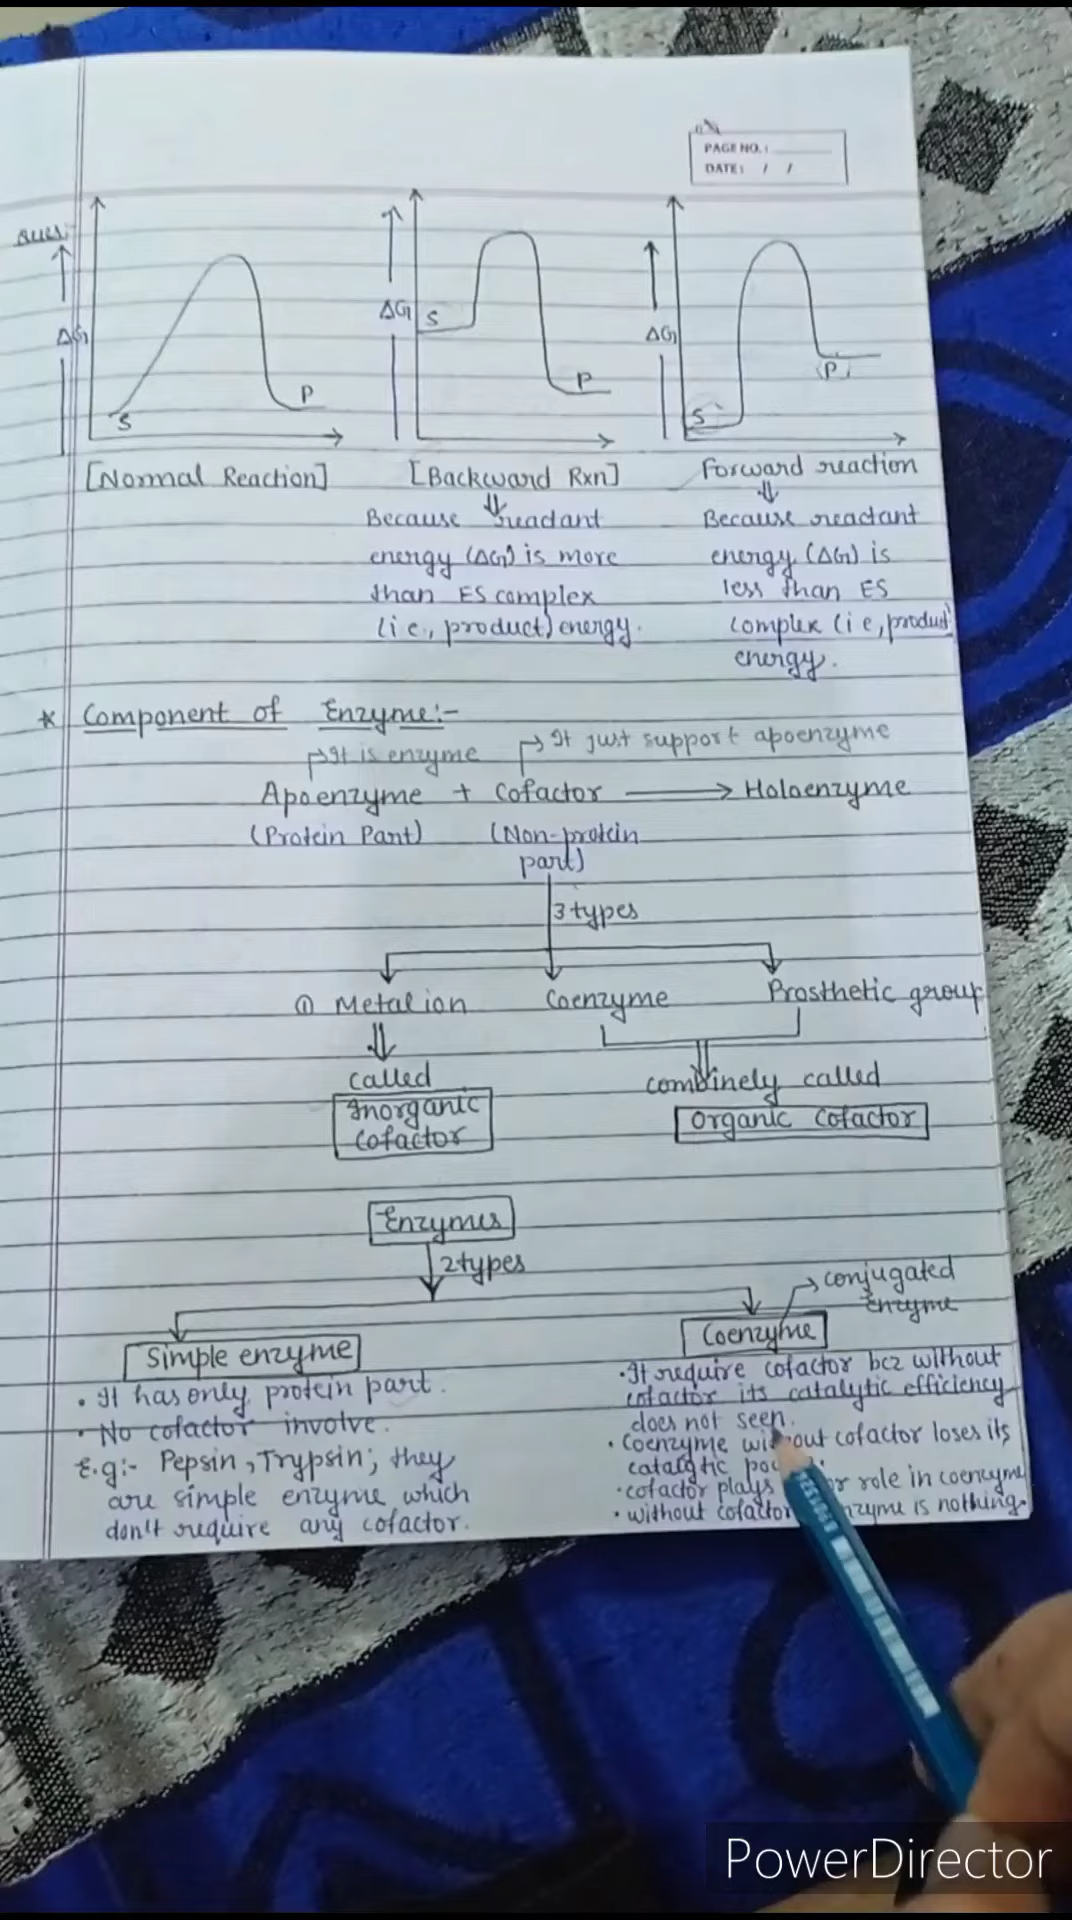 PAGE NO.:
DATE: / /
Ques:
ΔG
S
P
ΔG
S
P
ΔG
S
P
[Normal Reaction]
[Backward Rxn]
Forward reaction
Because readant
energy (ΔG) is more
than ES complex
(i.e., product) energy.
Because reactant
energy (ΔG) is
less than ES
complex (i e, product)
energy.
* Component of Enzyme:-
It is enzyme
It just support apoenzyme
Apoenzyme + Cofactor → Holoenzyme
(Protein Part)
(Non-protein
part)
3 types
① Metal ion
Coenzyme
Prosthetic group
called
Inorganic
Cofactor
combinely called
Organic Cofactor
Enzymes
2 types
Simple enzyme
• It has only protein part.
• No cofactor involve.
E.g:- Pepsin, Trypsin; they
are simple enzyme which
don't require any cofactor.
conjugated
Enzyme
Coenzyme
• It require cofactor bcz without
cofactor its catalytic efficiency
does not seen.
• Coenzyme out cofactor loses its
• cofactor plays role in coenzyme
• without is nothing.
PowerDirector